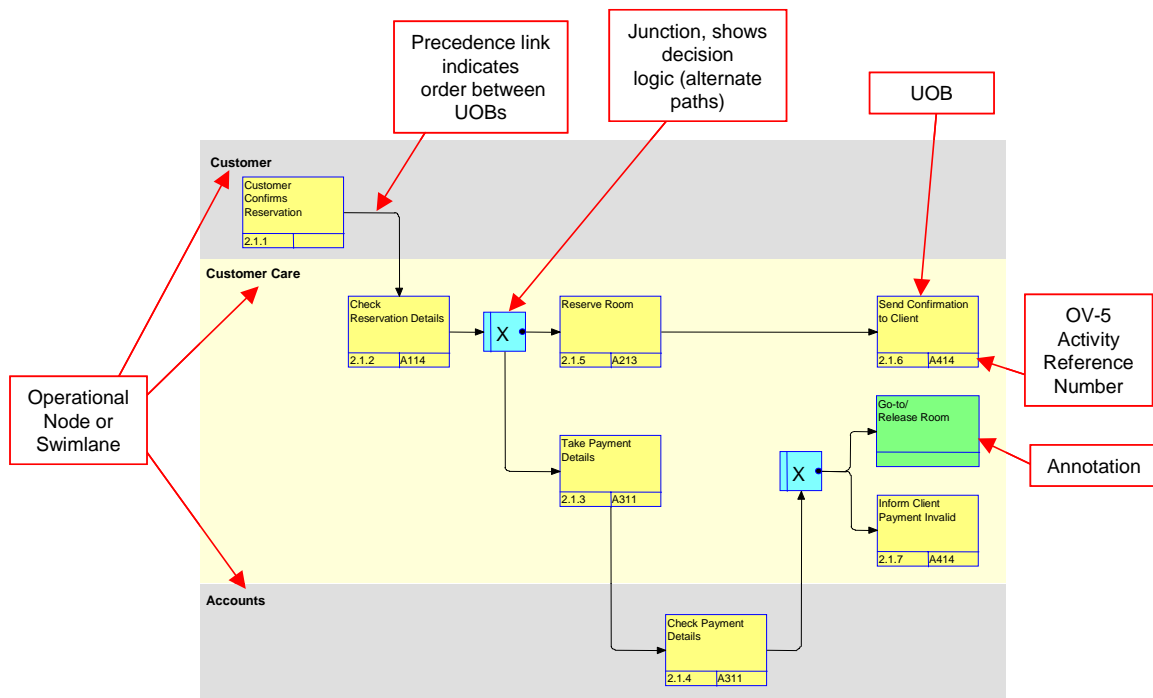 Precedence link
indicates
order between
UOBs
Junction, shows
decision
logic (alternate
paths)
UOB
Customer
Customer
Confirms
Reservation
2.1.1
Customer Care
Check
Reservation Details
2.1.2 A114
X
Reserve Room
2.1.5 A213
Send Confirmation
to Client
2.1.6 A414
OV-5
Activity
Reference
Number
Operational
Node or
Swimlane
Take Payment
Details
2.1.3 A311
X
Go-to/
Release Room
Annotation
Inform Client
Payment Invalid
2.1.7 A414
Accounts
Check Payment
Details
2.1.4 A311